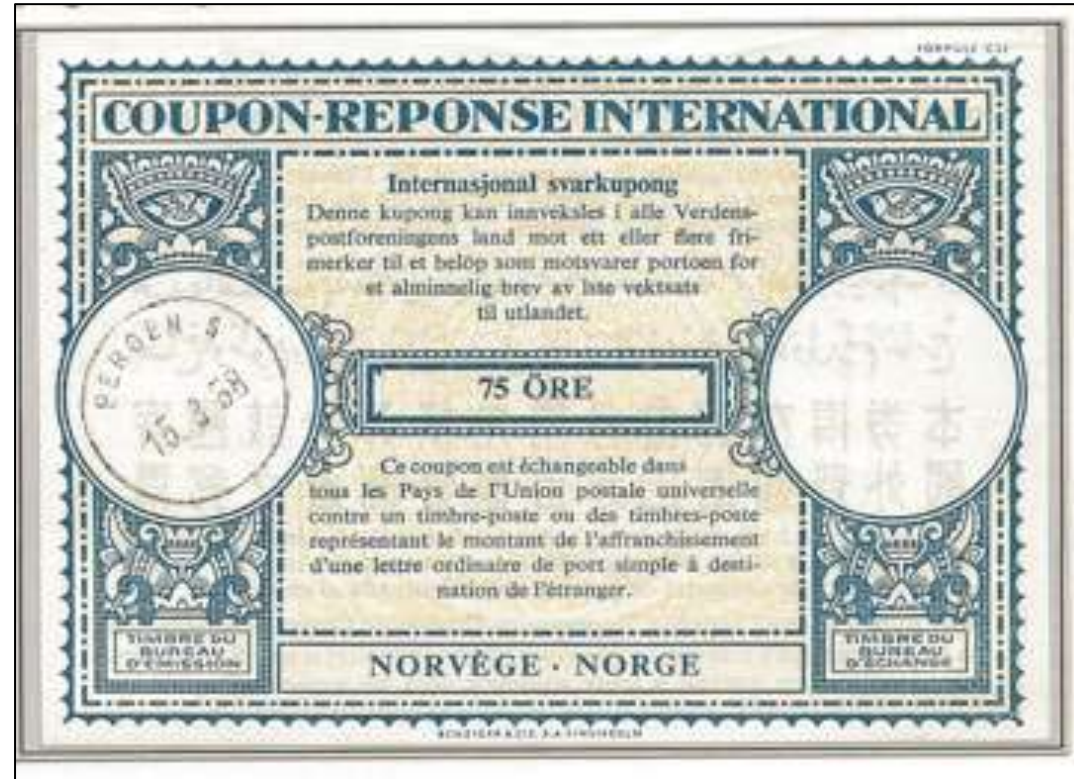 FORMULE C22
COUPON-REPONSE INTERNATIONAL
Internasjonal svarkupong
Denne kupong kan innveksles i alle Verdens-
postforeningens land mot ett eller flere fri-
merker til et belöp som motsvarer portoen for
et alminnelig brev av 1ste vektsats
til utlandet.
BERGEN - S
15. 3. 58
75 ÖRE
Ce coupon est échangeable dans
tous les Pays de l'Union postale universelle
contre un timbre-poste ou des timbres-poste
représentant le montant de l'affranchissement
d'une lettre ordinaire de port simple à desti-
nation de l'étranger.
TIMBRE DU
BUREAU
D'EMISSION
NORVÈGE · NORGE
TIMBRE DU
BUREAU
D'ÉCHANGE